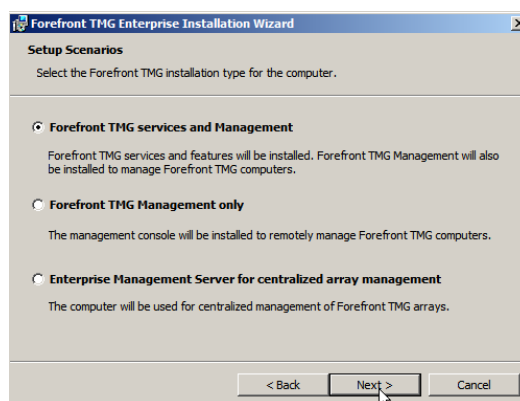 Forefront TMG Enterprise Installation Wizard
Setup Scenarios
Select the Forefront TMG installation type for the computer.
Forefront TMG services and Management
Forefront TMG services and features will be installed. Forefront TMG Management will also
be installed to manage Forefront TMG computers.
Forefront TMG Management only
The management console will be installed to remotely manage Forefront TMG computers.
Enterprise Management Server for centralized array management
The computer will be used for centralized management of Forefront TMG arrays.
< Back Next > Cancel